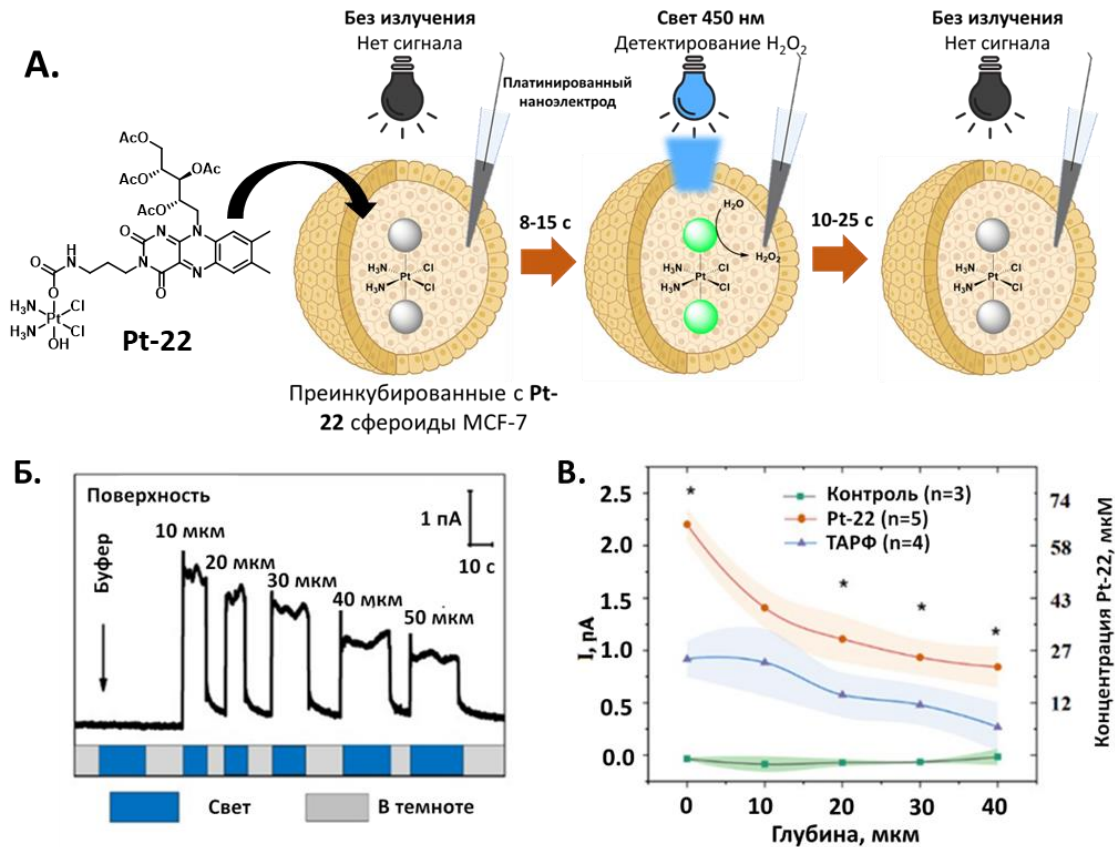 А.
Без излучения
Нет сигнала
Свет 450 нм
Детектирование H₂O₂
Без излучения
Нет сигнала
Платинированный
наноэлектрод
AcO
OAc
AcO
AcO
O
N
N
N
N
O
O
H
N
O
H₃N
Pt
Cl
H₃N
Cl
OH
Pt-22
H₃N
Pt
Cl
H₃N
Cl
8-15 с
H₂O
H₂O₂
H₃N
Pt
Cl
H₃N
Cl
10-25 с
H₃N
Pt
Cl
H₃N
Cl
Преинкубированные с Pt-
22 сфероиды MCF-7
Б.
Поверхность
Буфер
10 мкм
20 мкм
30 мкм
40 мкм
50 мкм
1 пА
10 с
Свет
В темноте
В.
Контроль (n=3)
Pt-22 (n=5)
ТАРФ (n=4)
I, пА
2.5
2.0
1.5
1.0
0.5
0.0
* * * *
74
58
43
27
12
Концентрация Pt-22, мкМ
0 10 20 30 40
Глубина, мкм